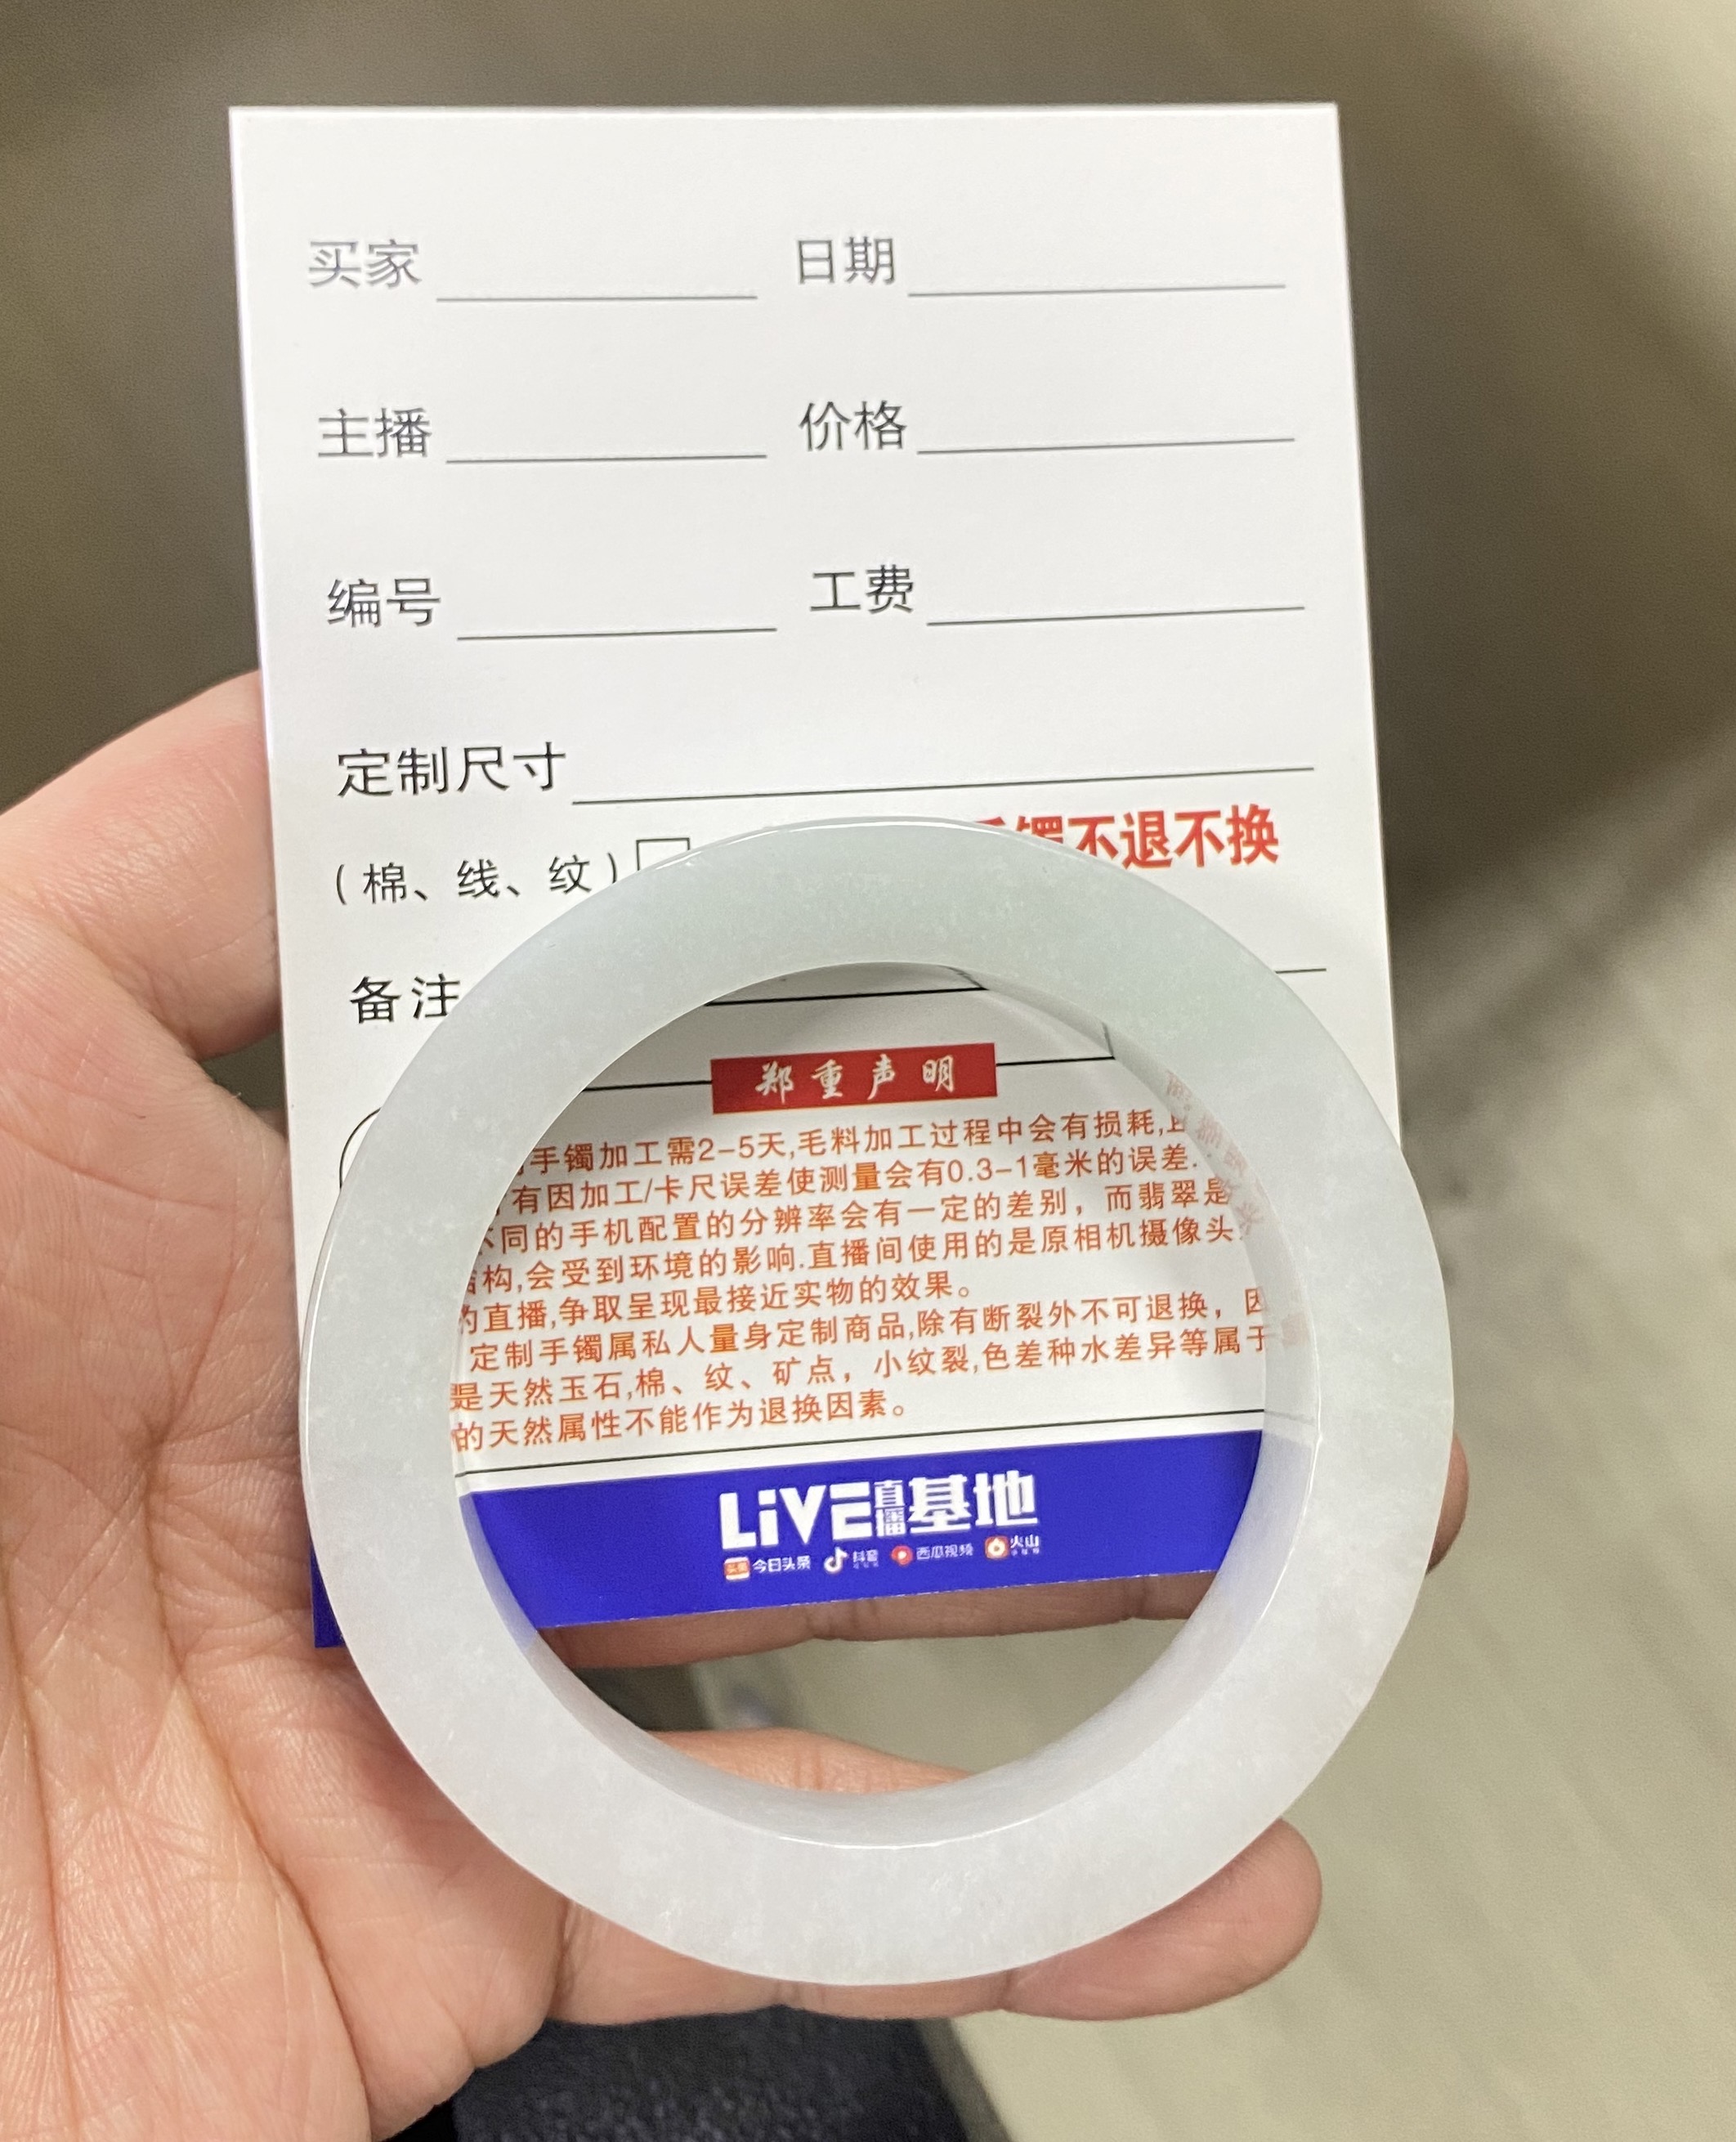 买家 日期
主播 价格
编号 工费
定制尺寸
镯不退不换
(棉、线、纹)
备注
郑重声明
手镯加工需2-5天,毛料加工过程中会有损耗,且
有因加工/卡尺误差使测量会有0.3-1毫米的误差.
不同的手机配置的分辨率会有一定的差别，而翡翠是
结构,会受到环境的影响.直播间使用的是原相机摄像头
的直播,争取呈现最接近实物的效果。
定制手镯属私人量身定制商品,除有断裂外不可退换，因
是天然玉石,棉、纹、矿点，小纹裂,色差种水差异等属于
的天然属性不能作为退换因素。
LiVE直播基地
头条 今日头条 抖音 西瓜视频 火山